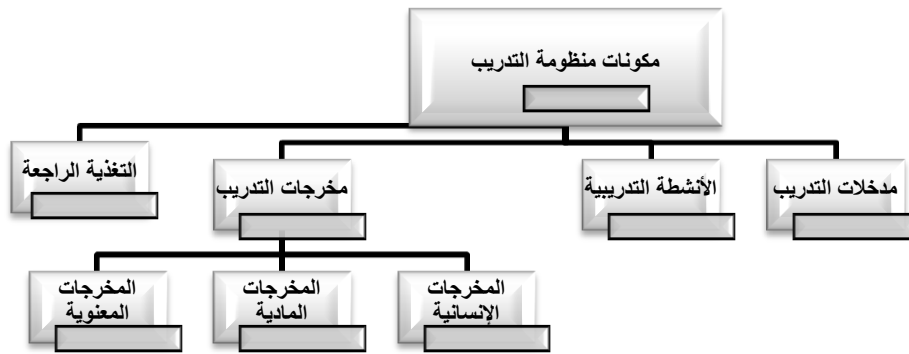 مكونات منظومة التدريب
مدخلات التدريب
الأنشطة التدريبية
مخرجات التدريب
التغذية الراجعة
المخرجات
الإنسانية
المخرجات
المادية
المخرجات
المعنوية